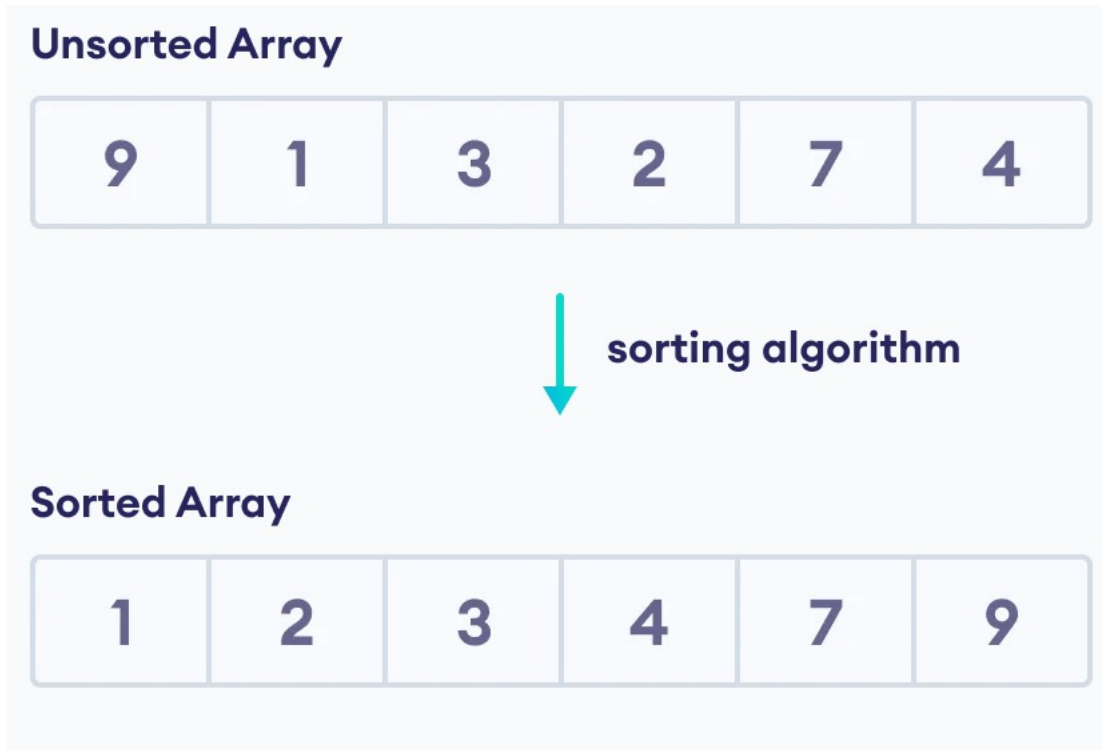 Unsorted Array
9 1 3 2 7 4
sorting algorithm
Sorted Array
1 2 3 4 7 9